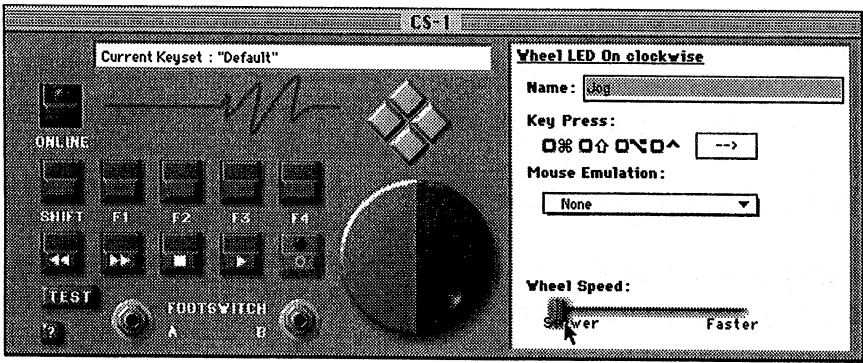 CS-1
Current Keyset : "Default"
ONLINE
SHIFT F1 F2 F3 F4
TEST
?
FOOTSWITCH
A B
Wheel LED On clockwise
Name: Jog
Key Press:
⌘ ⇧ ⌥ ^ -->
Mouse Emulation:
None
Wheel Speed:
Slower Faster